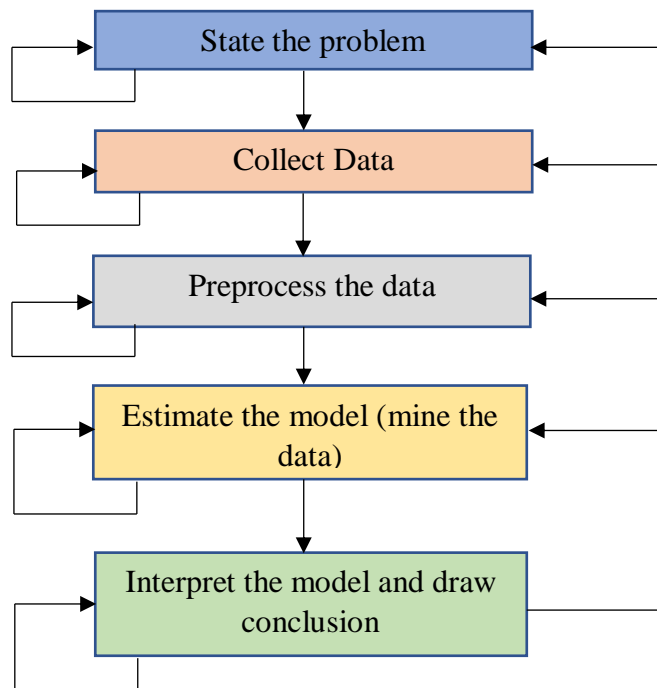 State the problem
Collect Data
Preprocess the data
Estimate the model (mine the
data)
Interpret the model and draw
conclusion